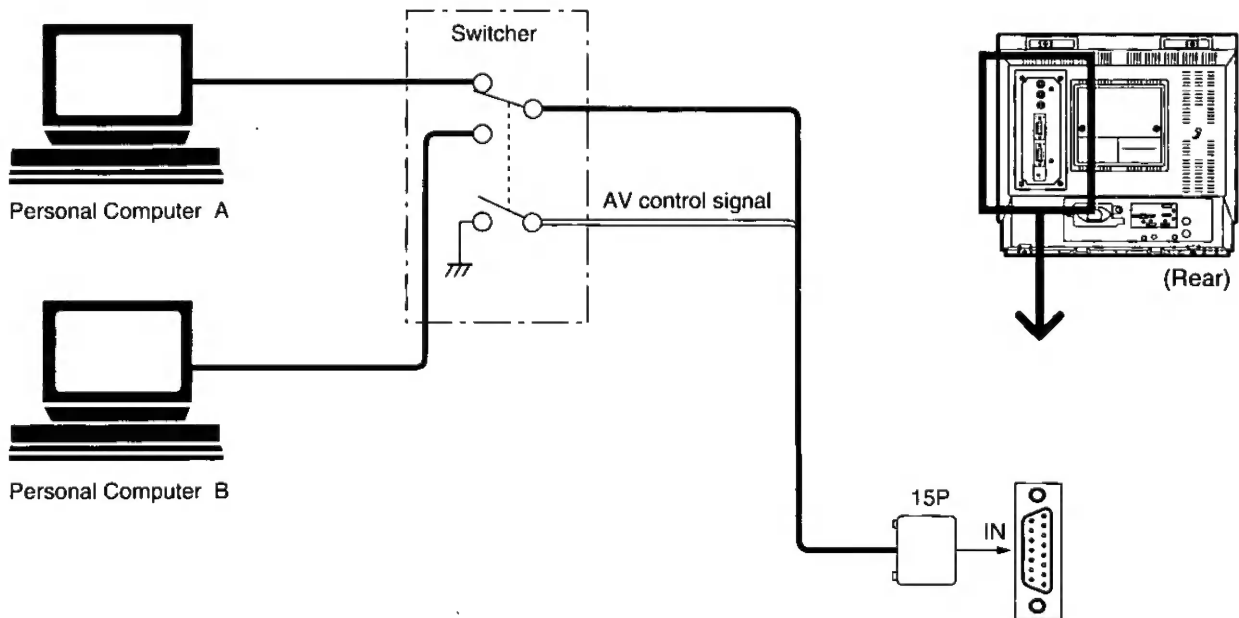 Switcher
Personal Computer A
AV control signal
(Rear)
Personal Computer B
15P
IN